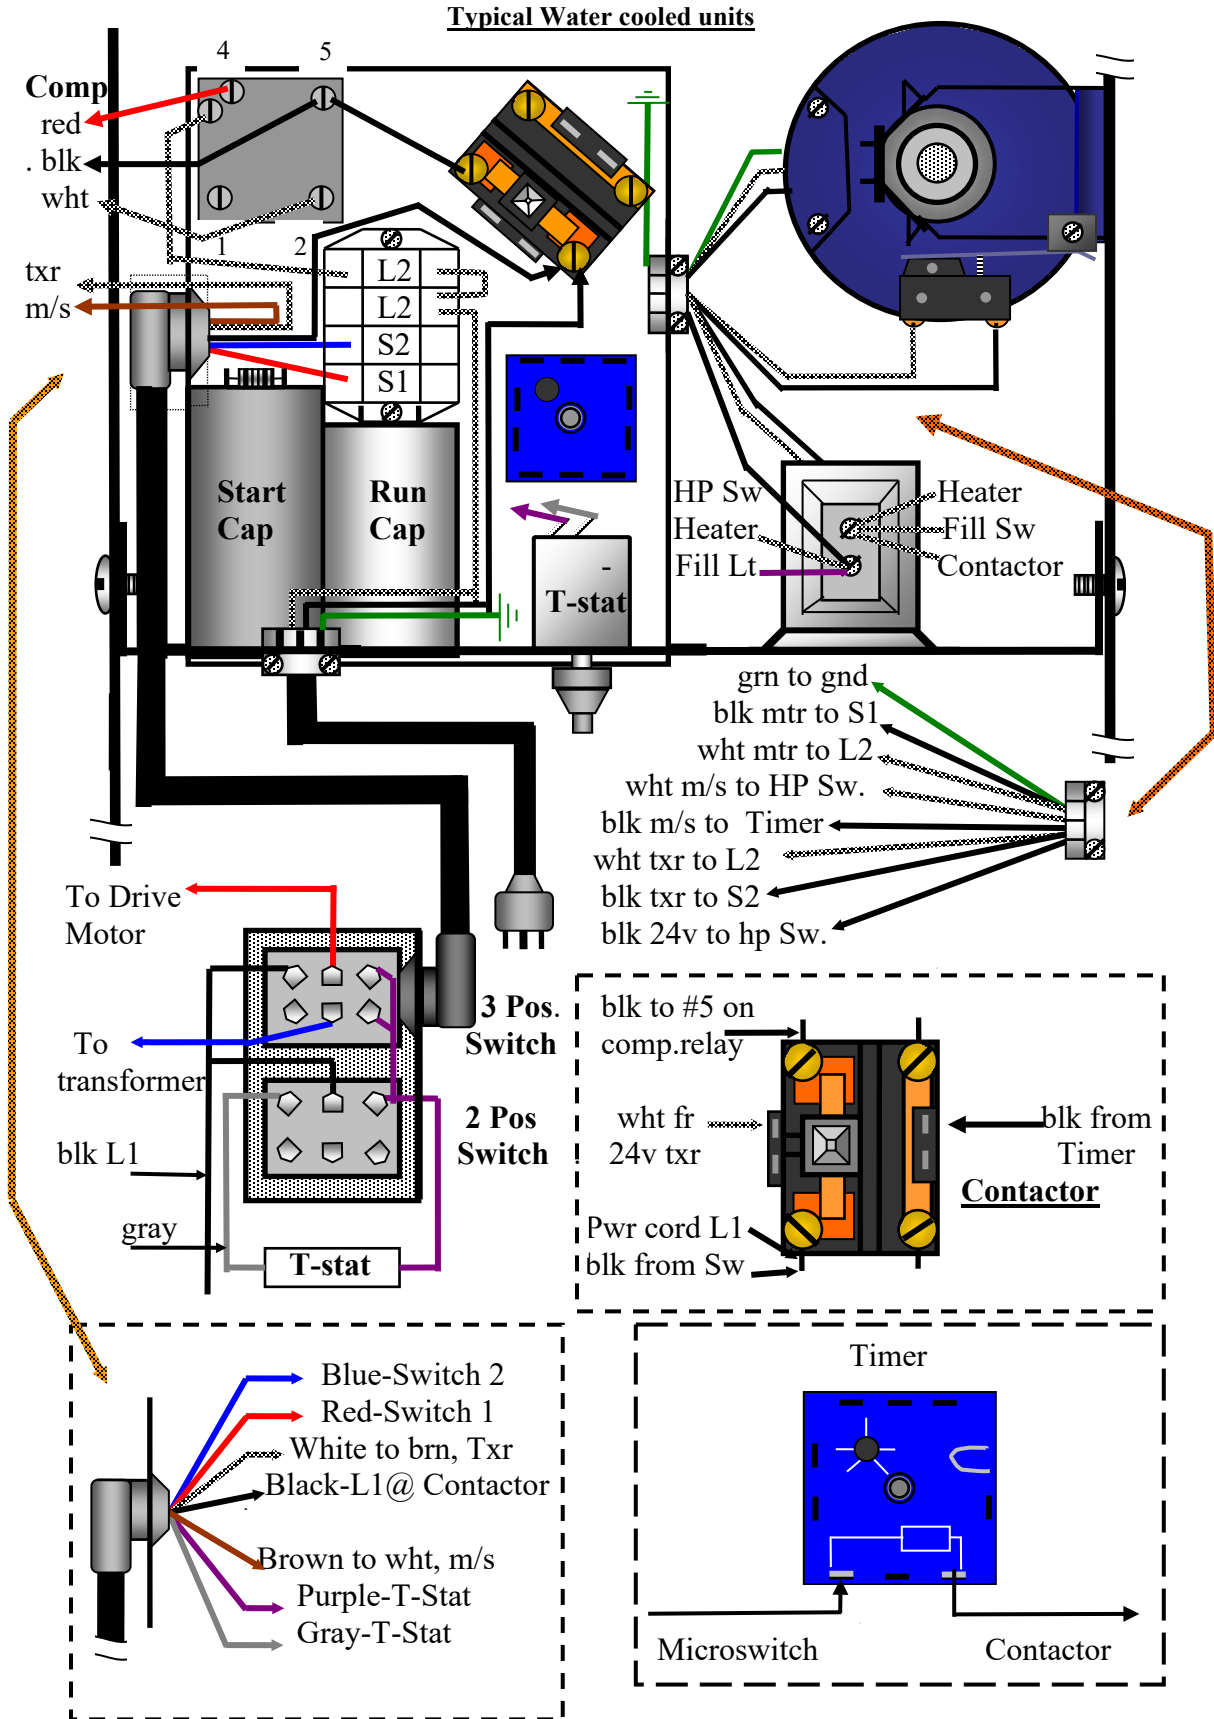 Typical Water cooled units
4
5
Comp
red
. blk
wht
1
2
txr
m/s
L2
L2
S2
S1
Start
Cap
Run
Cap
-
T-stat
HP Sw
Heater
Fill Lt
Heater
Fill Sw
Contactor
grn to gnd
blk mtr to S1
wht mtr to L2
wht m/s to HP Sw.
blk m/s to Timer
wht txr to L2
blk txr to S2
blk 24v to hp Sw.
To Drive
Motor
3 Pos.
Switch
To
transformer
2 Pos
Switch
blk L1
gray
T-stat
blk to #5 on
comp.relay
wht fr
24v txr
blk from
Timer
Contactor
Pwr cord L1
blk from Sw
Blue-Switch 2
Red-Switch 1
White to brn, Txr
Black-L1@ Contactor
Brown to wht, m/s
Purple-T-Stat
Gray-T-Stat
Timer
Microswitch
Contactor